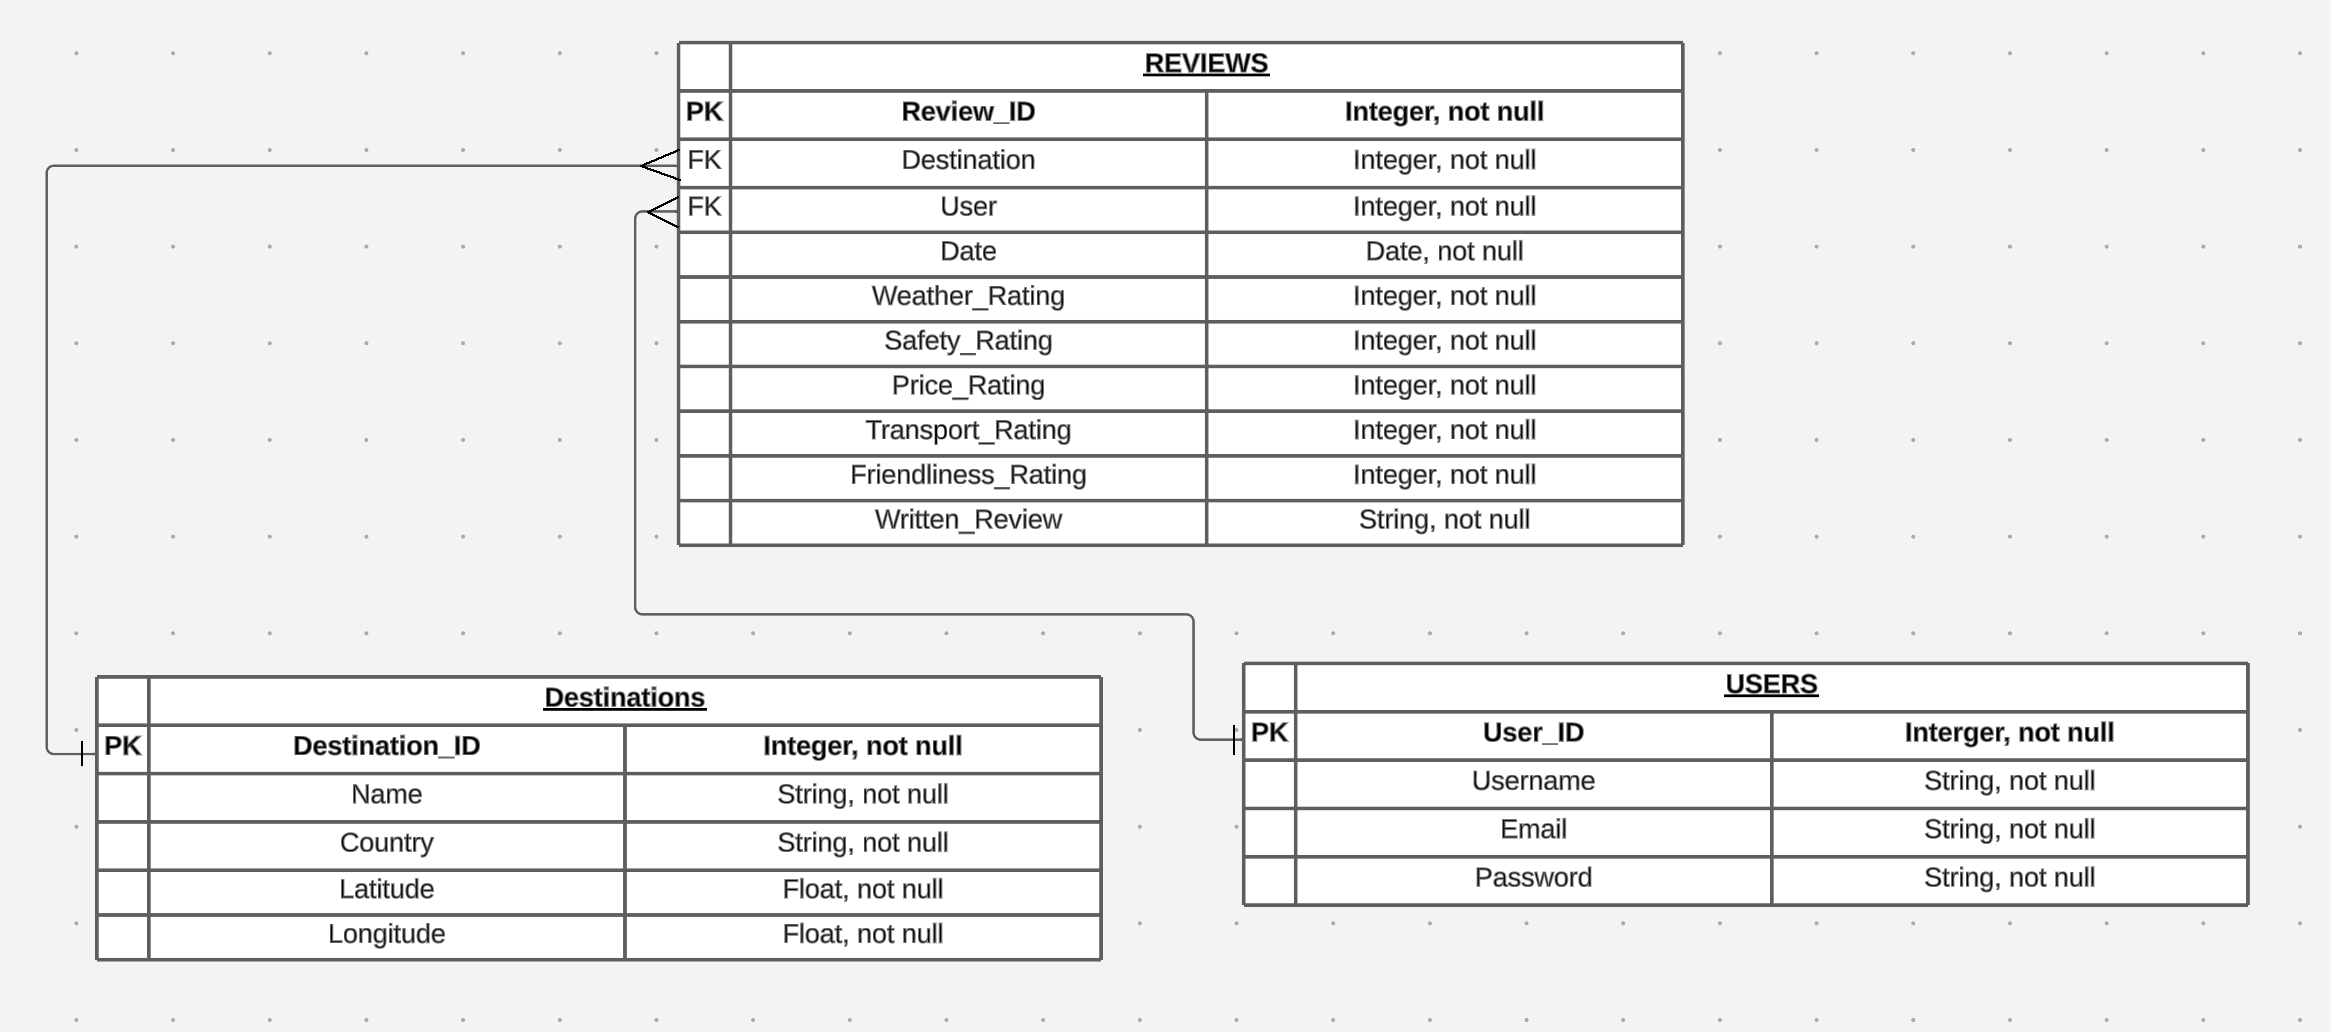 REVIEWS
PK Review_ID Integer, not null
FK Destination Integer, not null
FK User Integer, not null
Date Date, not null
Weather_Rating Integer, not null
Safety_Rating Integer, not null
Price_Rating Integer, not null
Transport_Rating Integer, not null
Friendliness_Rating Integer, not null
Written_Review String, not null
Destinations
PK Destination_ID Integer, not null
Name String, not null
Country String, not null
Latitude Float, not null
Longitude Float, not null
USERS
PK User_ID Interger, not null
Username String, not null
Email String, not null
Password String, not null